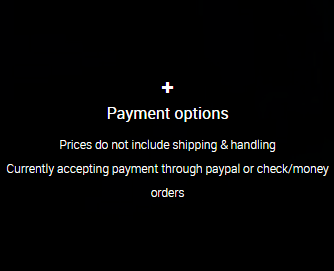 +
Payment options
Prices do not include shipping & handling
Currently accepting payment through paypal or check/money
orders